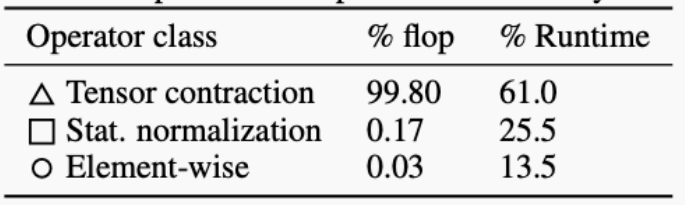 Operator class % flop % Runtime
△ Tensor contraction 99.80 61.0
□ Stat. normalization 0.17 25.5
○ Element-wise 0.03 13.5